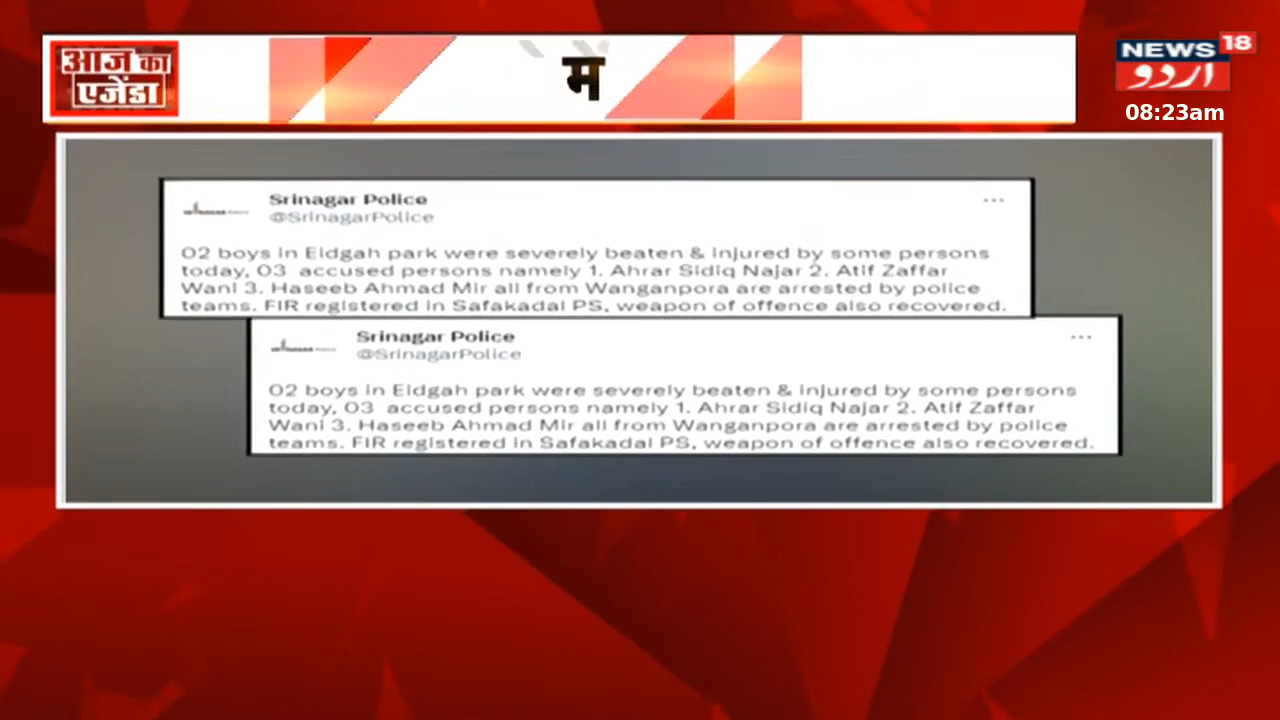 आज का
एजेंडा
में
NEWS 18
اردو
08:23am
Srinagar Police
@SrinagarPolice
02 boys in Eidgah park were severely beaten & injured by some persons
today, 03 accused persons namely 1. Ahrar Sidiq Najar 2. Atif Zaffar
Wani 3. Haseeb Ahmad Mir all from Wanganpora are arrested by police
teams. FIR registered in Safakadal PS, weapon of offence also recovered.
Srinagar Police
@SrinagarPolice
02 boys in Eidgah park were severely beaten & injured by some persons
today, 03 accused persons namely 1. Ahrar Sidiq Najar 2. Atif Zaffar
Wani 3. Haseeb Ahmad Mir all from Wanganpora are arrested by police
teams. FIR registered in Safakadal PS, weapon of offence also recovered.